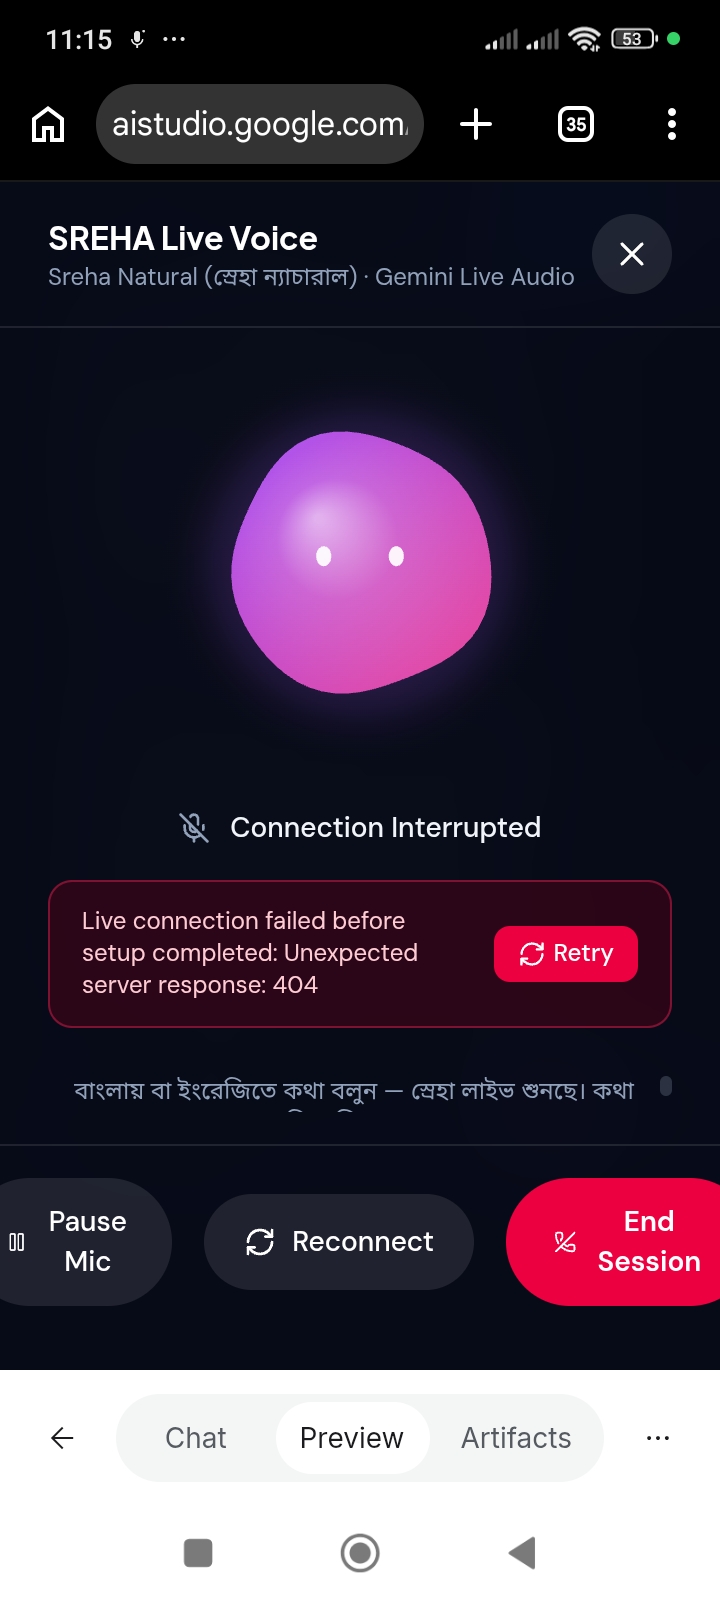 11:15
53
aistudio.google.com/
35
SREHA Live Voice
Sreha Natural (স্রেহা ন্যাচারাল) · Gemini Live Audio
Connection Interrupted
Live connection failed before
setup completed: Unexpected
server response: 404
Retry
বাংলায় বা ইংরেজিতে কথা বলুন — স্রেহা লাইভ শুনছে। কথা
Pause
Mic
Reconnect
End
Session
Chat
Preview
Artifacts